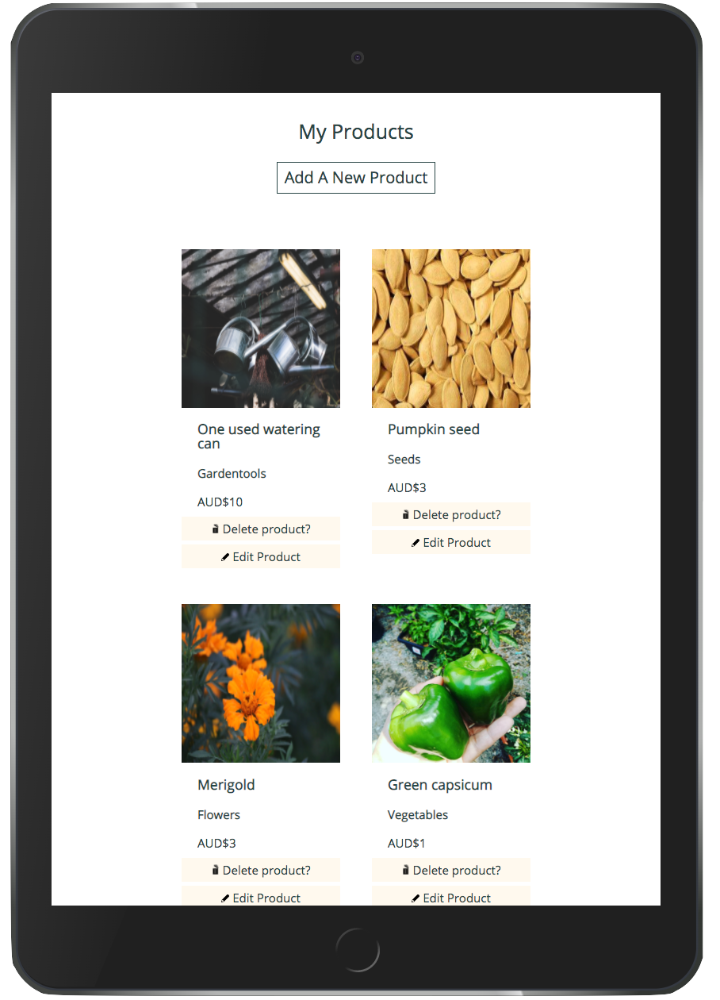 My Products
Add A New Product
One used watering
can
Gardentools
AUD$10
Delete product?
Edit Product
Pumpkin seed
Seeds
AUD$3
Delete product?
Edit Product
Merigold
Flowers
AUD$3
Delete product?
Edit Product
Green capsicum
Vegetables
AUD$1
Delete product?
Edit Product